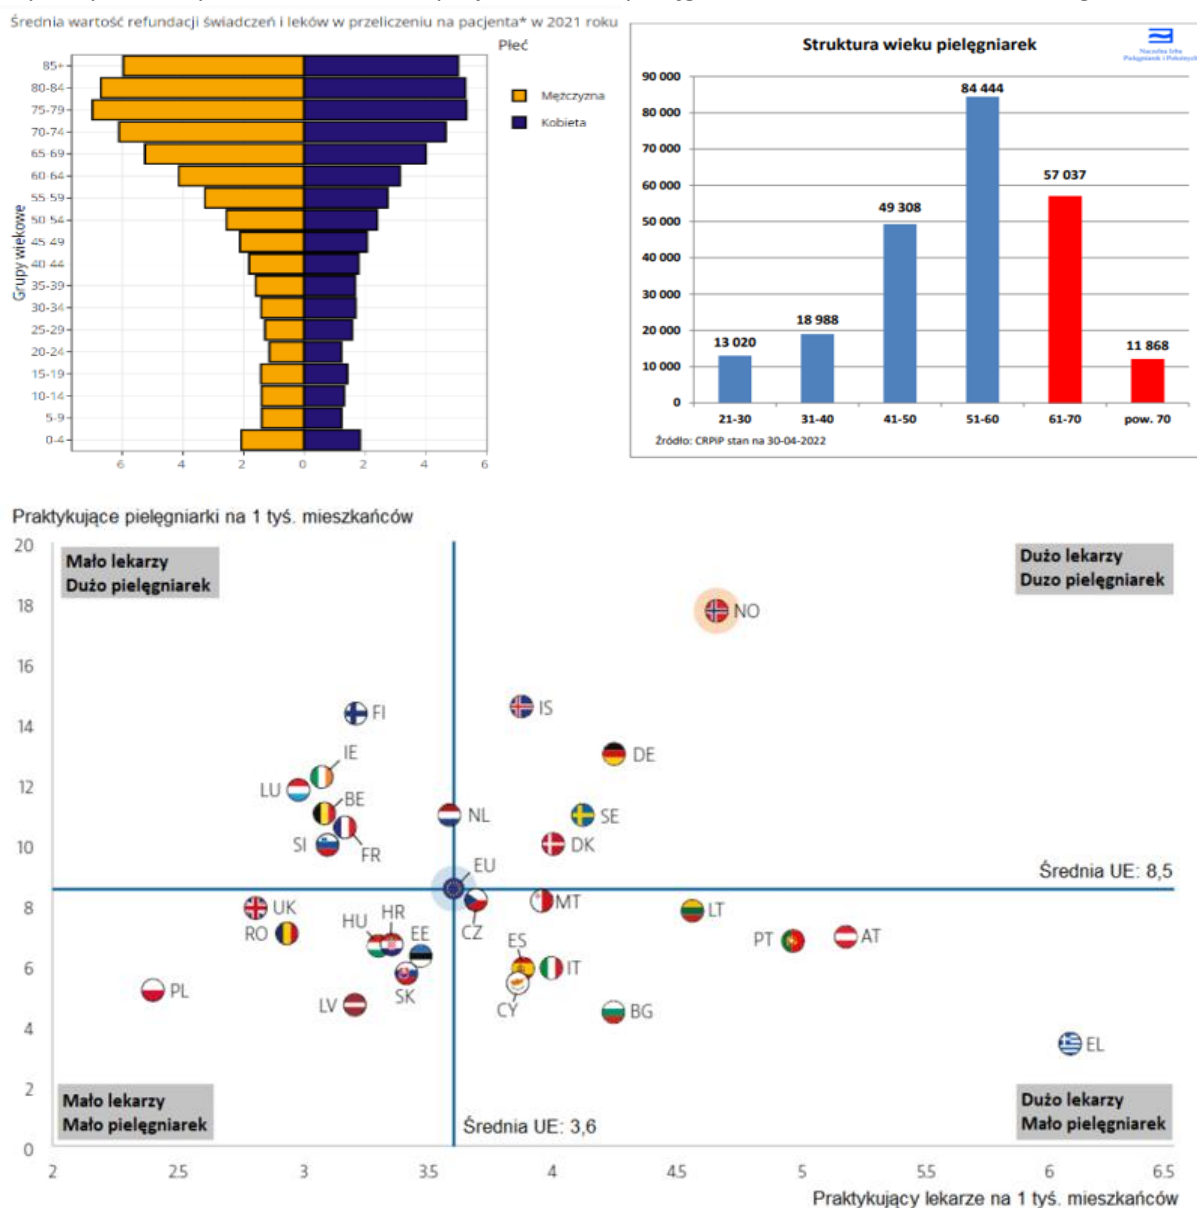 Średnia wartość refundacji świadczeń i leków w przeliczeniu na pacjenta* w 2021 roku
Płeć
Mężczyzna
Kobieta
Grupy wiekowe
85+
80-84
75-79
70-74
65-69
60-64
55-59
50-54
45-49
40-44
35-39
30-34
25-29
20-24
15-19
10-14
5-9
0-4
6 4 2 0 2 4 6
Struktura wieku pielęgniarek
Naczelna Izba
Pielęgniarek i Położnych
90 000
80 000
70 000
60 000
50 000
40 000
30 000
20 000
10 000
0
13 020
18 988
49 308
84 444
57 037
11 868
21-30 31-40 41-50 51-60 61-70 pow. 70
Źródło: CRPiP stan na 30-04-2022
Praktykujące pielęgniarki na 1 tyś. mieszkańców
20
18
16
14
12
10
8
6
4
2
0
Mało lekarzy
Dużo pielęgniarek
Dużo lekarzy
Duzo pielęgniarek
NO
FI
IS
IE
DE
LU
BE
NL
SE
SI
FR
DK
EU
Średnia UE: 8,5
UK
CZ
MT
LT
RO
HU
HR
EE
PT
AT
ES
IT
SK
PL
LV
CY
BG
EL
Mało lekarzy
Mało pielęgniarek
Średnia UE: 3,6
Dużo lekarzy
Mało pielęgniarek
2 2.5 3 3.5 4 4.5 5 5.5 6 6.5
Praktykujący lekarze na 1 tyś. mieszkańców